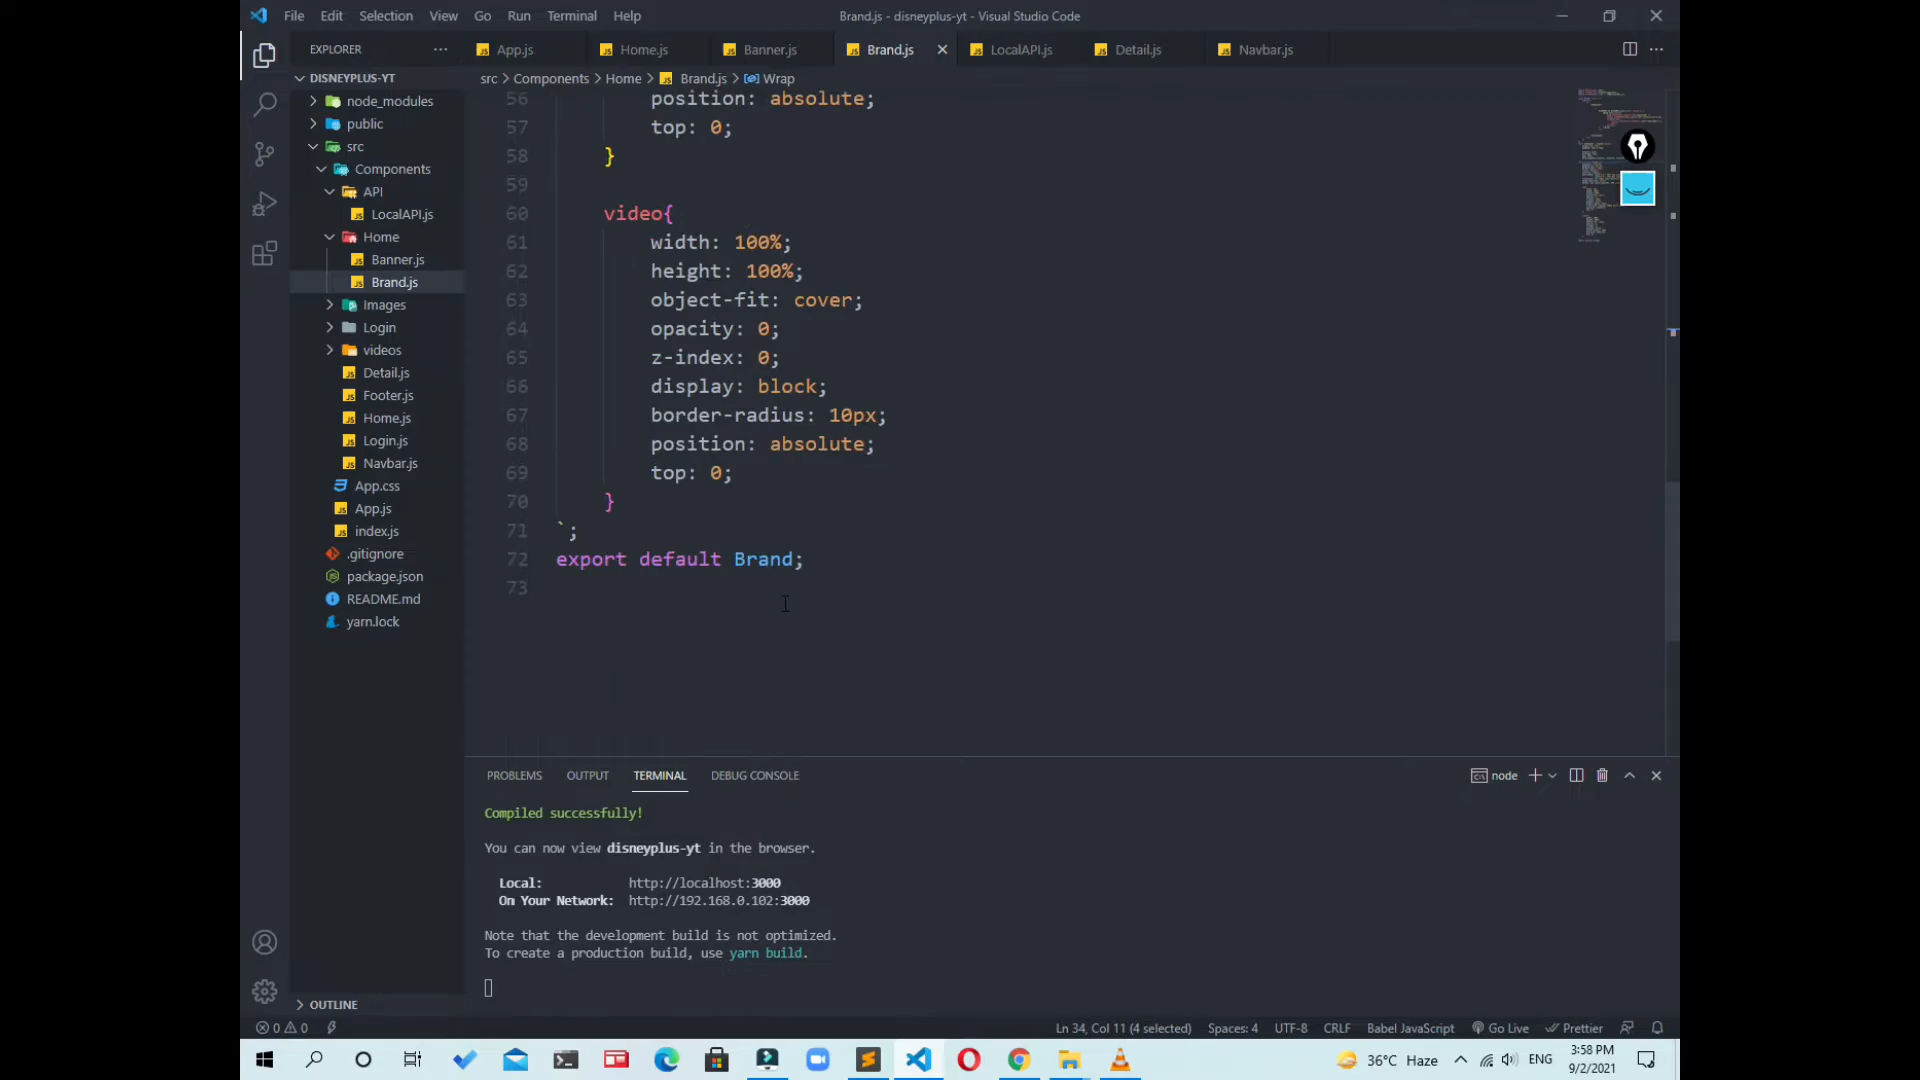 File Edit Selection View Go Run Terminal Help
Brand.js - disneyplus-yt - Visual Studio Code
EXPLORER
App.js Home.js Banner.js Brand.js LocalAPI.js Detail.js Navbar.js
DISNEYPLUS-YT
src > Components > Home > Brand.js > Wrap
node_modules
public
src
Components
API
LocalAPI.js
Home
Banner.js
Brand.js
Images
Login
videos
Detail.js
Footer.js
Home.js
Login.js
Navbar.js
App.css
App.js
index.js
.gitignore
package.json
README.md
yarn.lock
OUTLINE
56 position: absolute;
57 top: 0;
58 }
59
60 video{
61 width: 100%;
62 height: 100%;
63 object-fit: cover;
64 opacity: 0;
65 z-index: 0;
66 display: block;
67 border-radius: 10px;
68 position: absolute;
69 top: 0;
70 }
71 `;
72 export default Brand;
73
PROBLEMS OUTPUT TERMINAL DEBUG CONSOLE
node
Compiled successfully!
You can now view disneyplus-yt in the browser.
Local: http://localhost:3000
On Your Network: http://192.168.0.102:3000
Note that the development build is not optimized.
To create a production build, use yarn build.
0 0
Ln 34, Col 11 (4 selected) Spaces: 4 UTF-8 CRLF Babel JavaScript Go Live Prettier
36°C Haze ENG
3:58 PM
9/2/2021